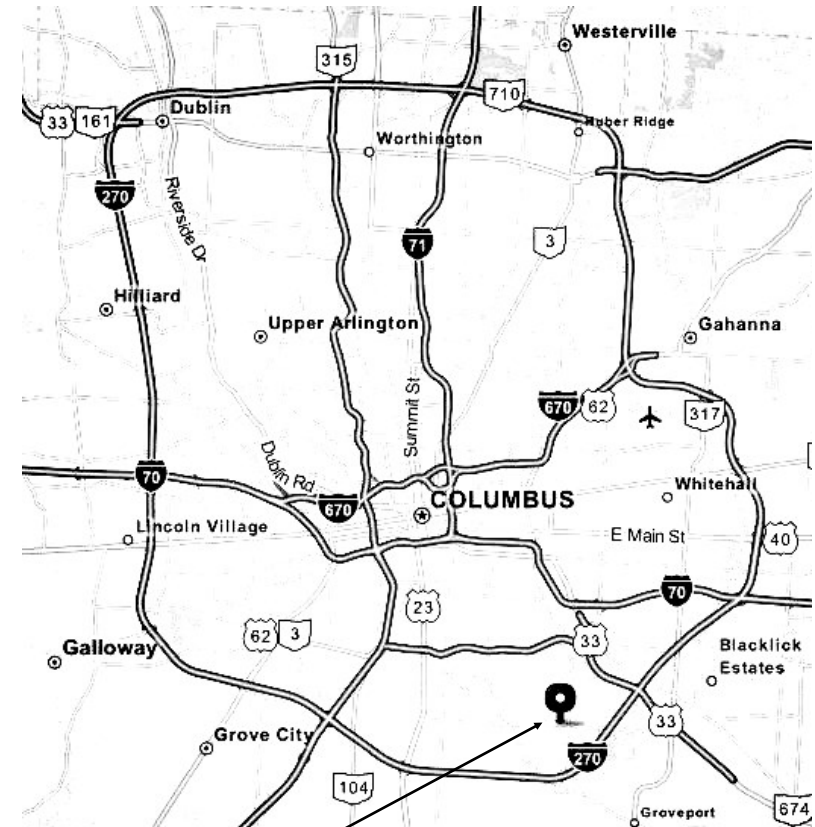 Westerville
315
710
33
161
Dublin
Huber Ridge
Worthington
270
Riverside Dr
71
3
Hilliard
Upper Arlington
Gahanna
Summit St
670
62
317
Dublin Rd
70
Whitehall
670
COLUMBUS
Lincoln Village
E Main St
40
70
23
62
3
33
Galloway
Blacklick
Estates
33
Grove City
270
104
674
Groveport